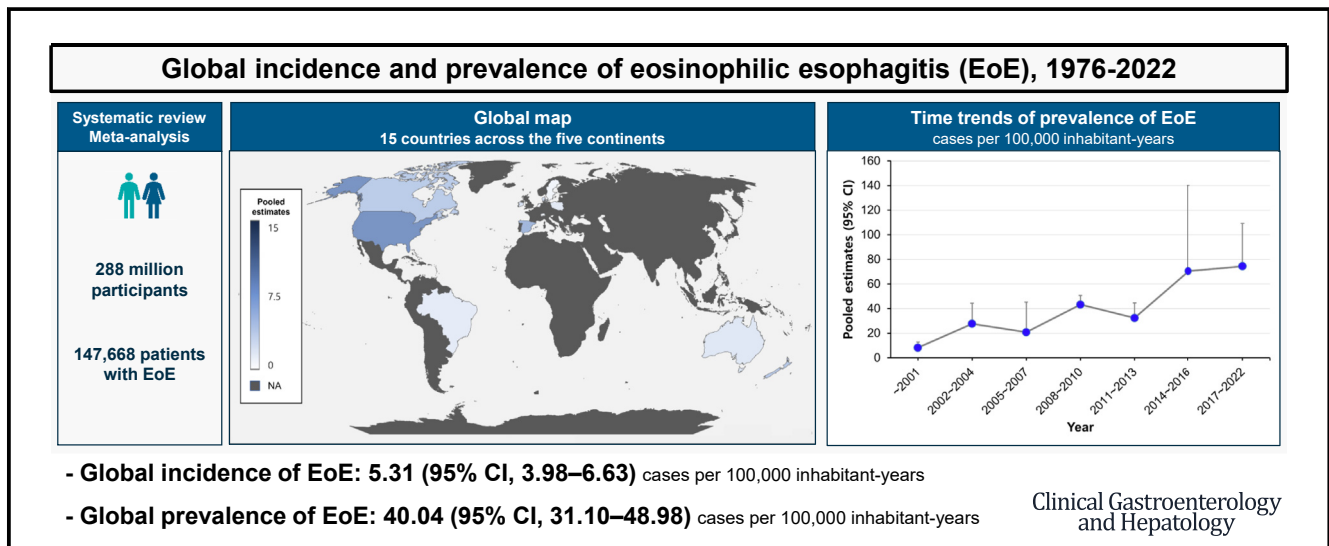 Global incidence and prevalence of eosinophilic esophagitis (EoE), 1976-2022
Systematic review
Meta-analysis
288 million
participants
147,668 patients
with EoE
Global map
15 countries across the five continents
Pooled
estimates
15
7.5
0
NA
Time trends of prevalence of EoE
cases per 100,000 inhabitant-years
Pooled estimates (95% CI)
160
140
120
100
80
60
40
20
0
~2001
2002~2004
2005~2007
2008~2010
2011~2013
2014~2016
2017~2022
Year
- Global incidence of EoE: 5.31 (95% CI, 3.98–6.63) cases per 100,000 inhabitant-years
- Global prevalence of EoE: 40.04 (95% CI, 31.10–48.98) cases per 100,000 inhabitant-years
Clinical Gastroenterology
and Hepatology